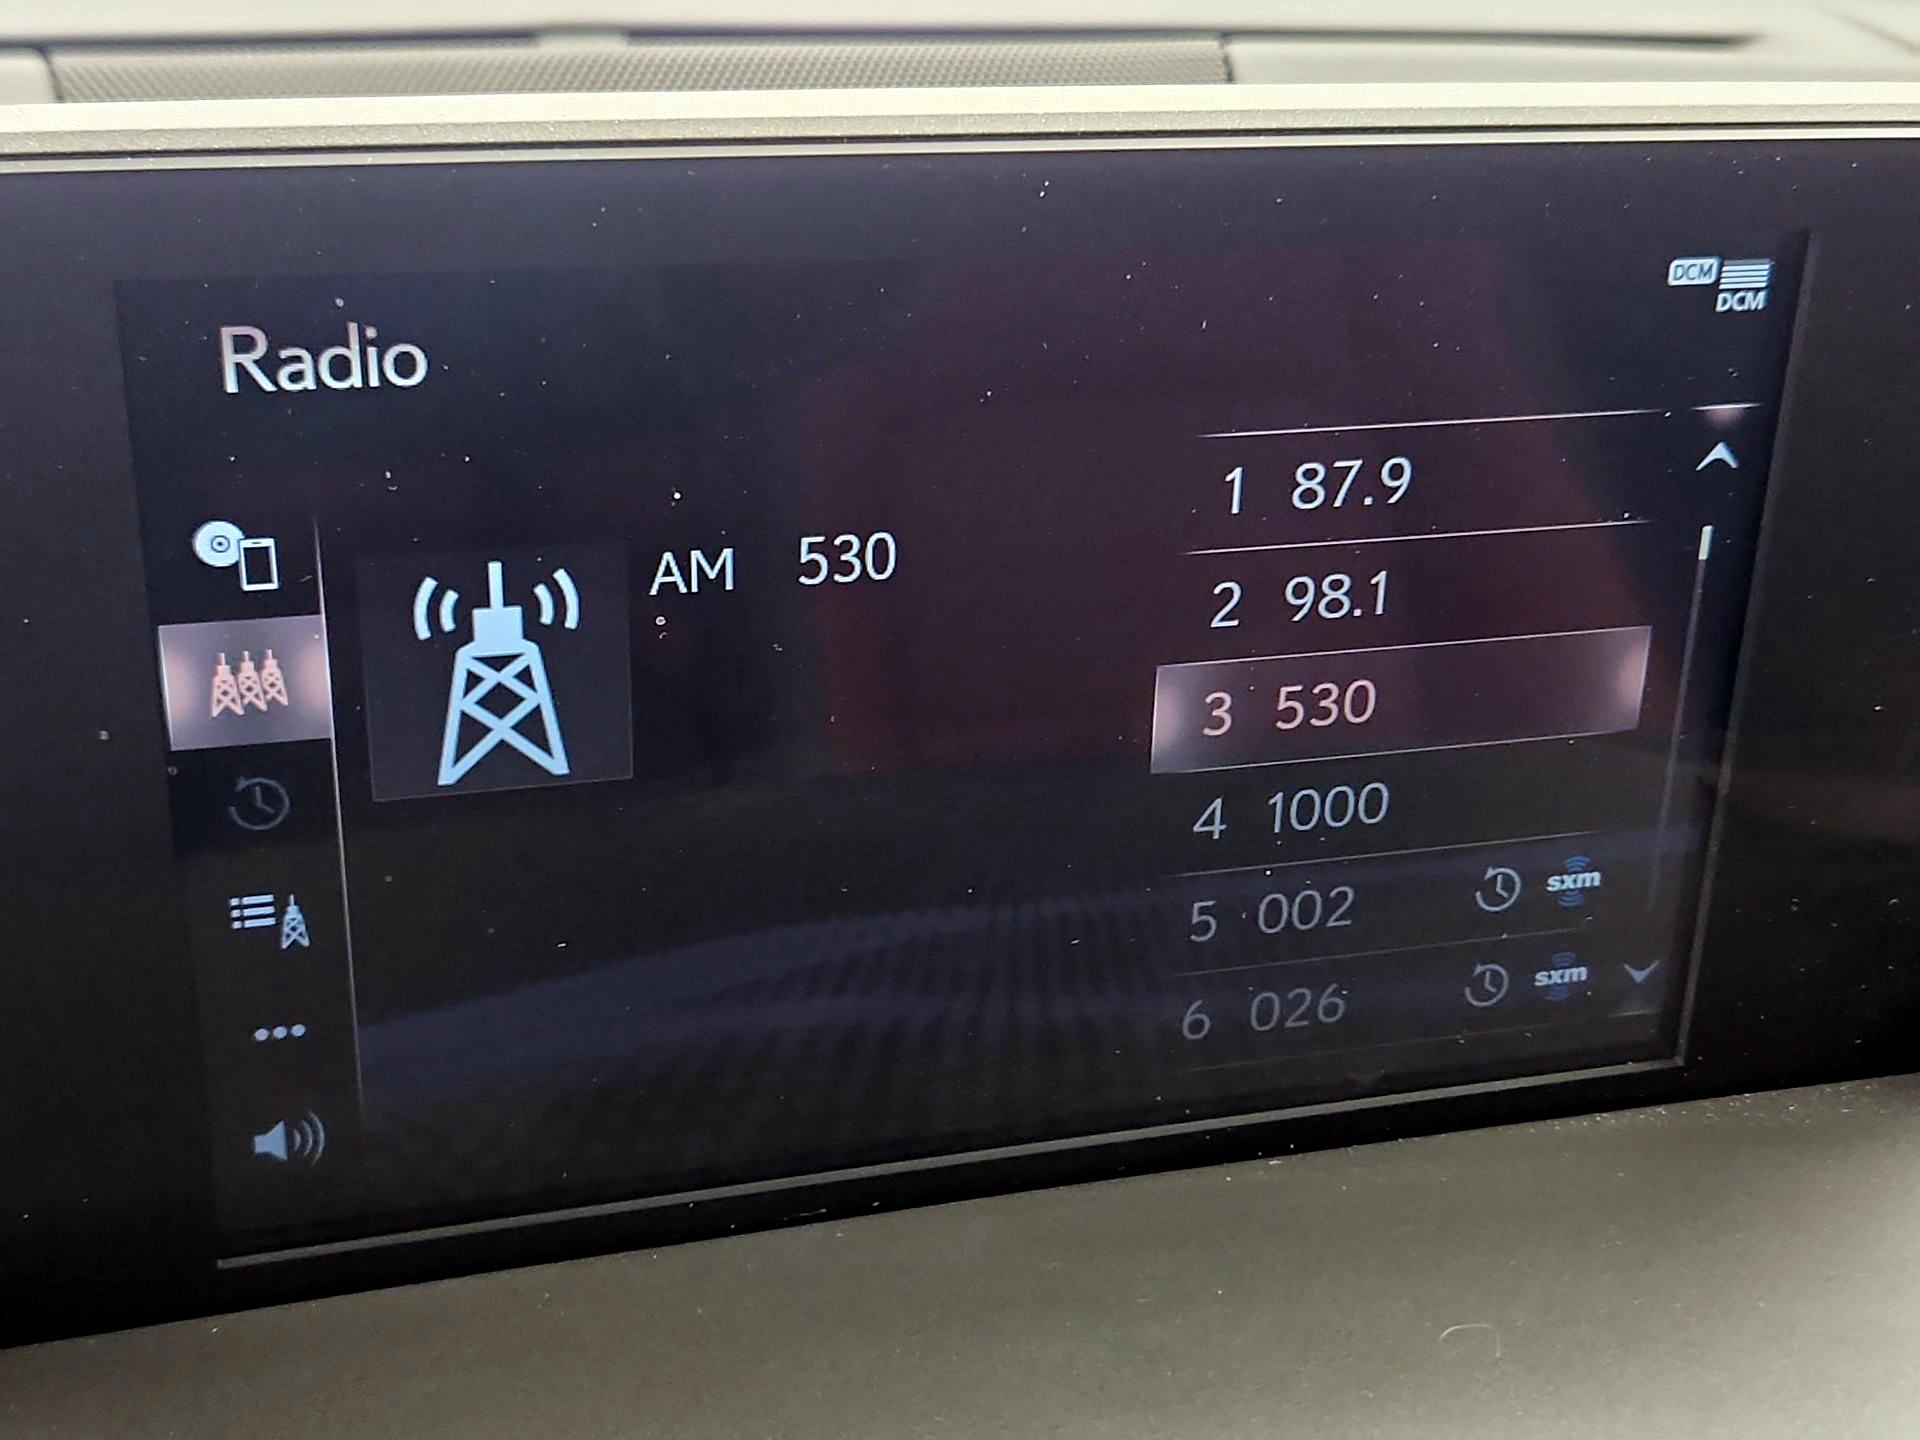 DCM
DCM
Radio
AM 530
1 87.9
2 98.1
3 530
4 1000
5 002 sxm
6 026 sxm